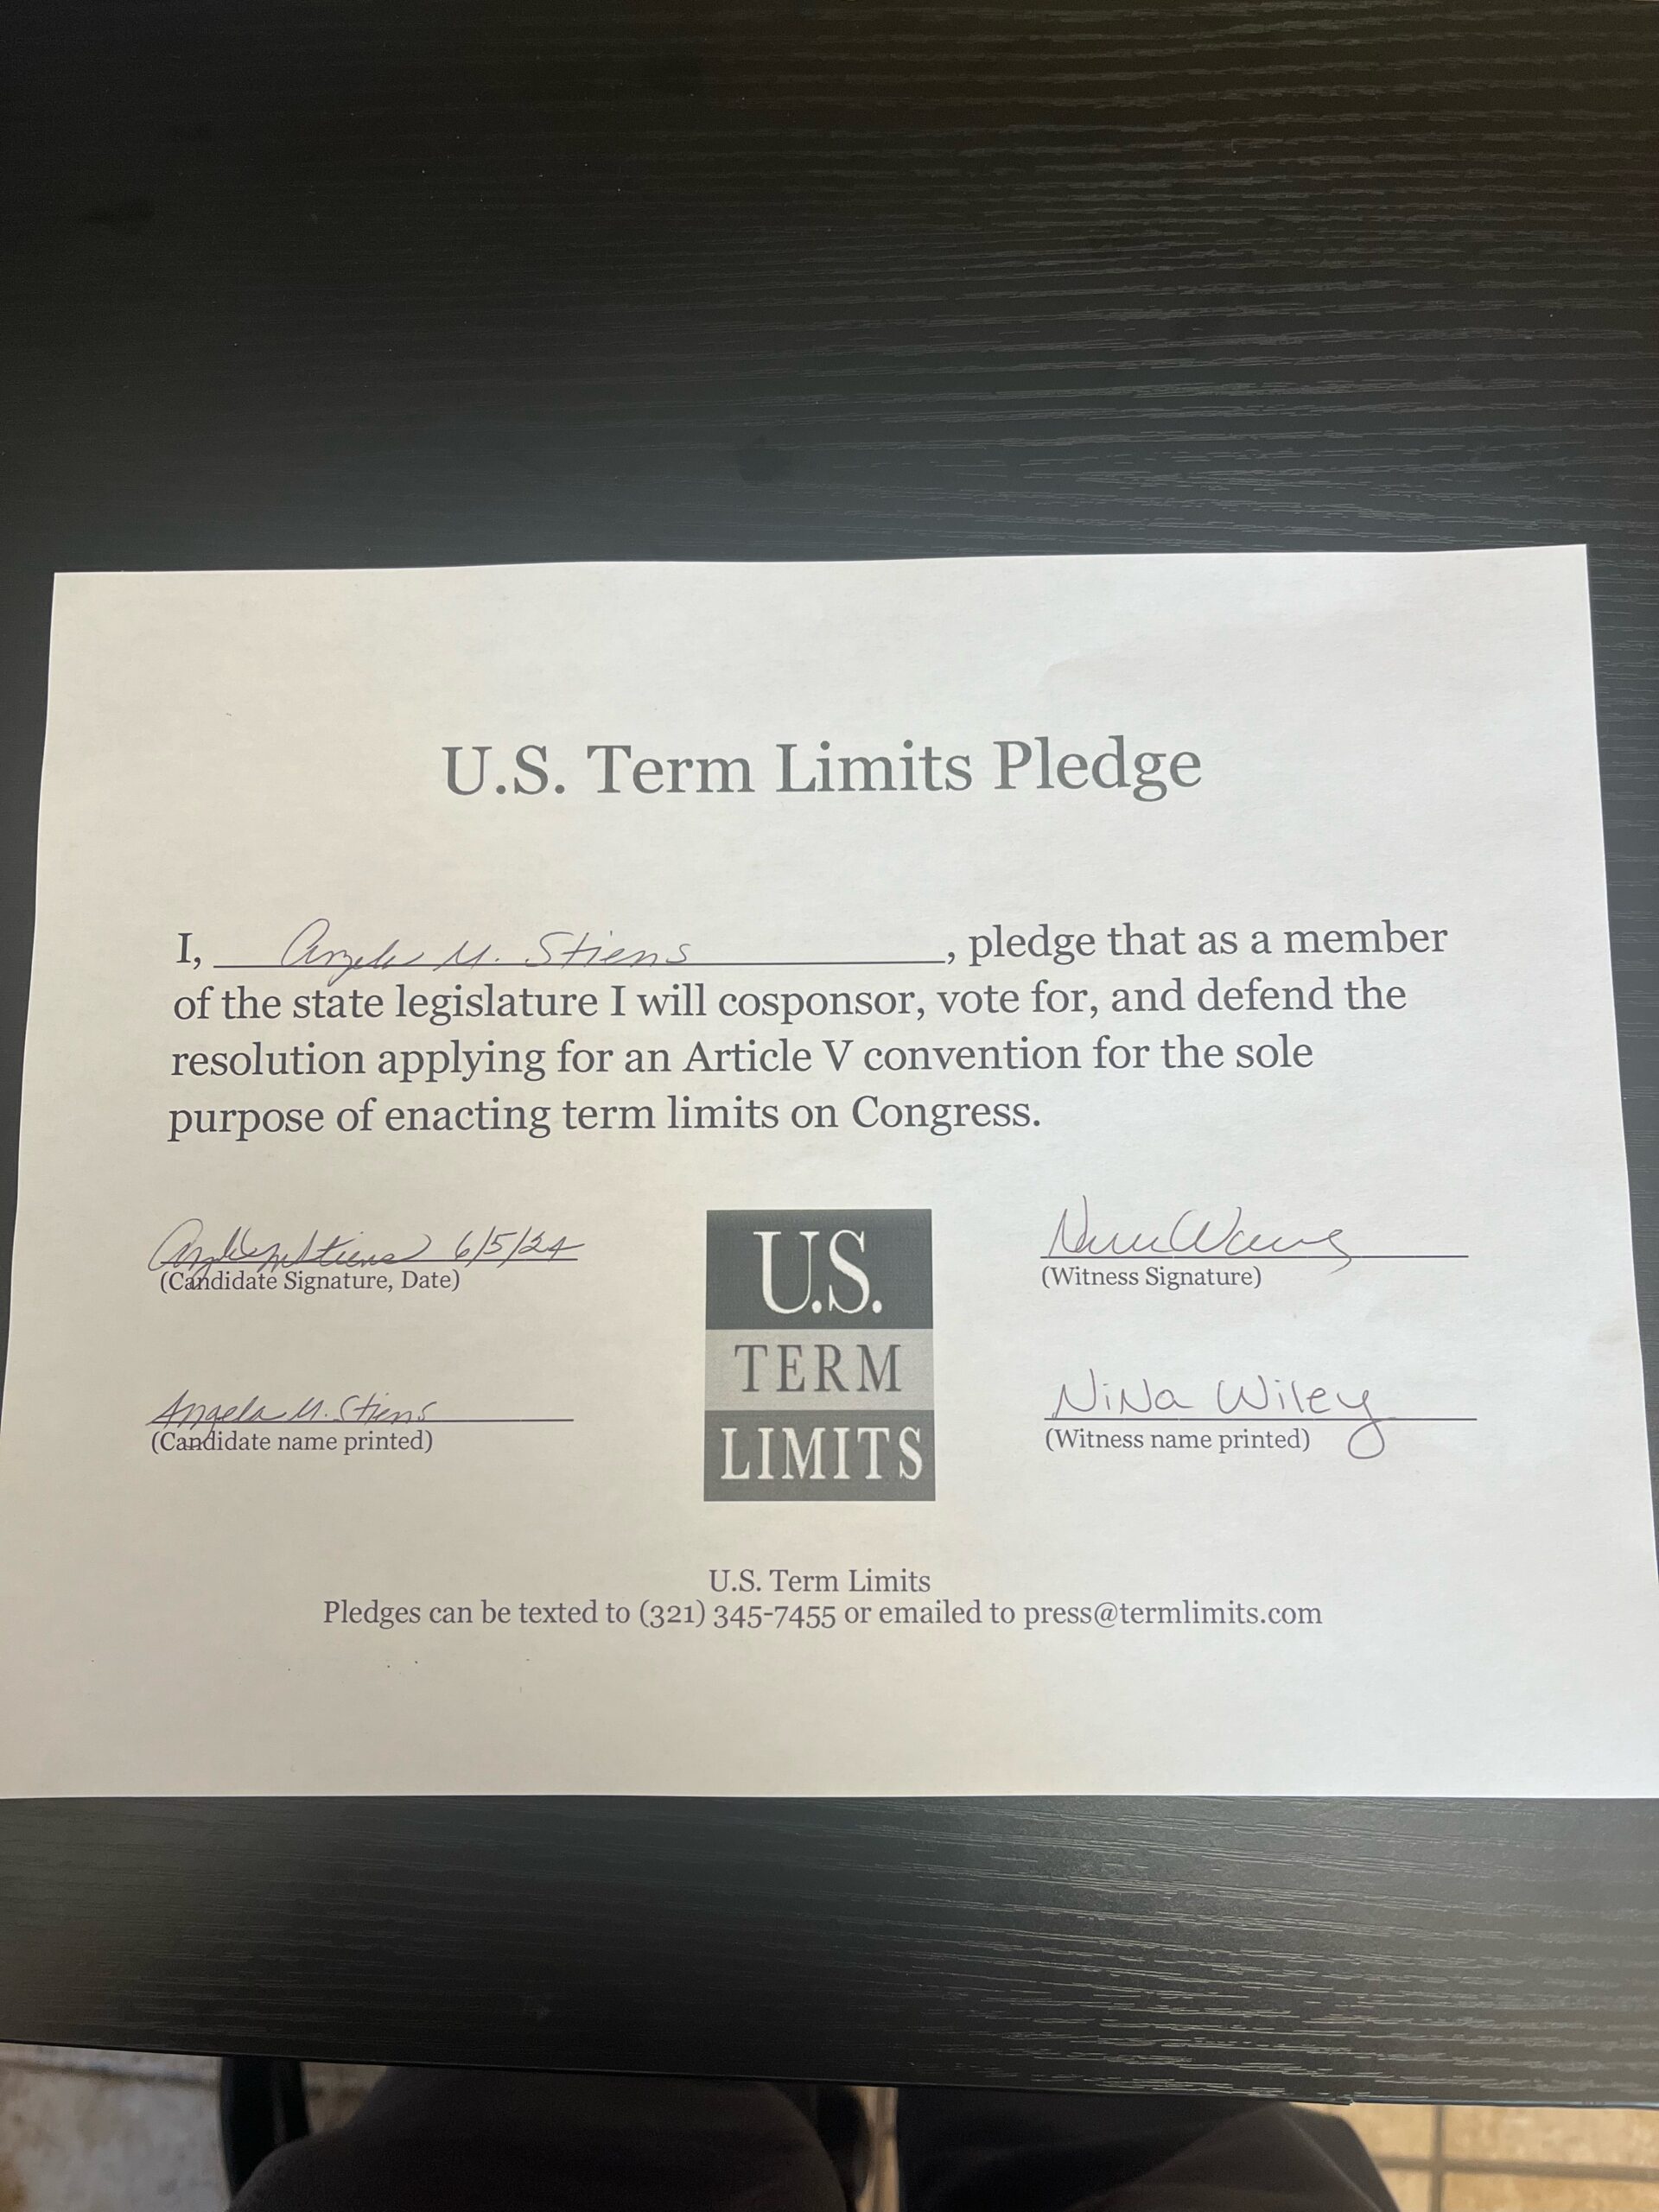 U.S. Term Limits Pledge
I, Angela M. Stiens, pledge that as a member
of the state legislature I will cosponsor, vote for, and defend the
resolution applying for an Article V convention for the sole
purpose of enacting term limits on Congress.
Angela M Stiens 6/5/24
(Candidate Signature, Date)
Angela M. Stiens
(Candidate name printed)
U.S.
TERM
LIMITS
(Witness Signature)
NiNa Wiley
(Witness name printed)
U.S. Term Limits
Pledges can be texted to (321) 345-7455 or emailed to press@termlimits.com